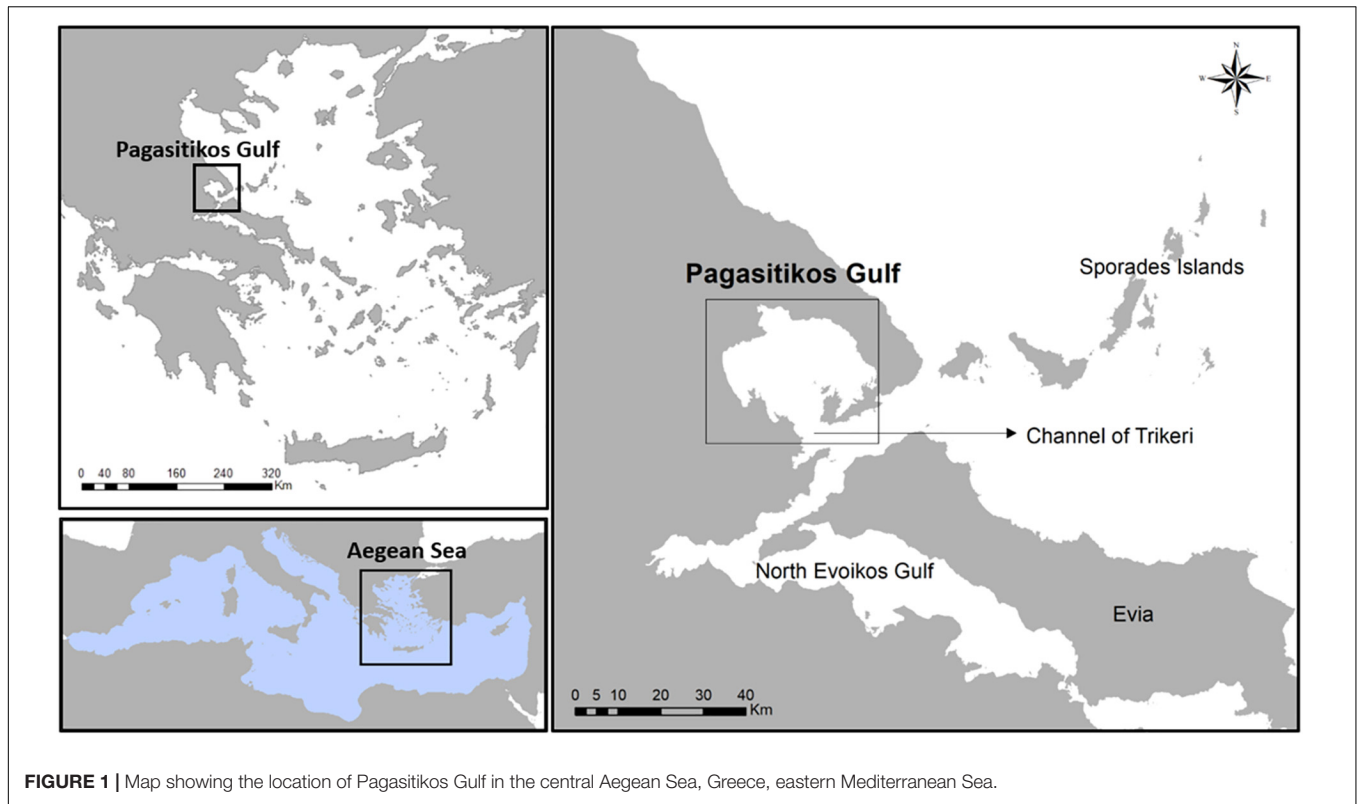 Pagasitikos Gulf
0 40 80 160 240 320
Km
Aegean Sea
N
W E
S
Pagasitikos Gulf
Sporades Islands
Channel of Trikeri
North Evoikos Gulf
Evia
0 5 10 20 30 40
Km
FIGURE 1 | Map showing the location of Pagasitikos Gulf in the central Aegean Sea, Greece, eastern Mediterranean Sea.